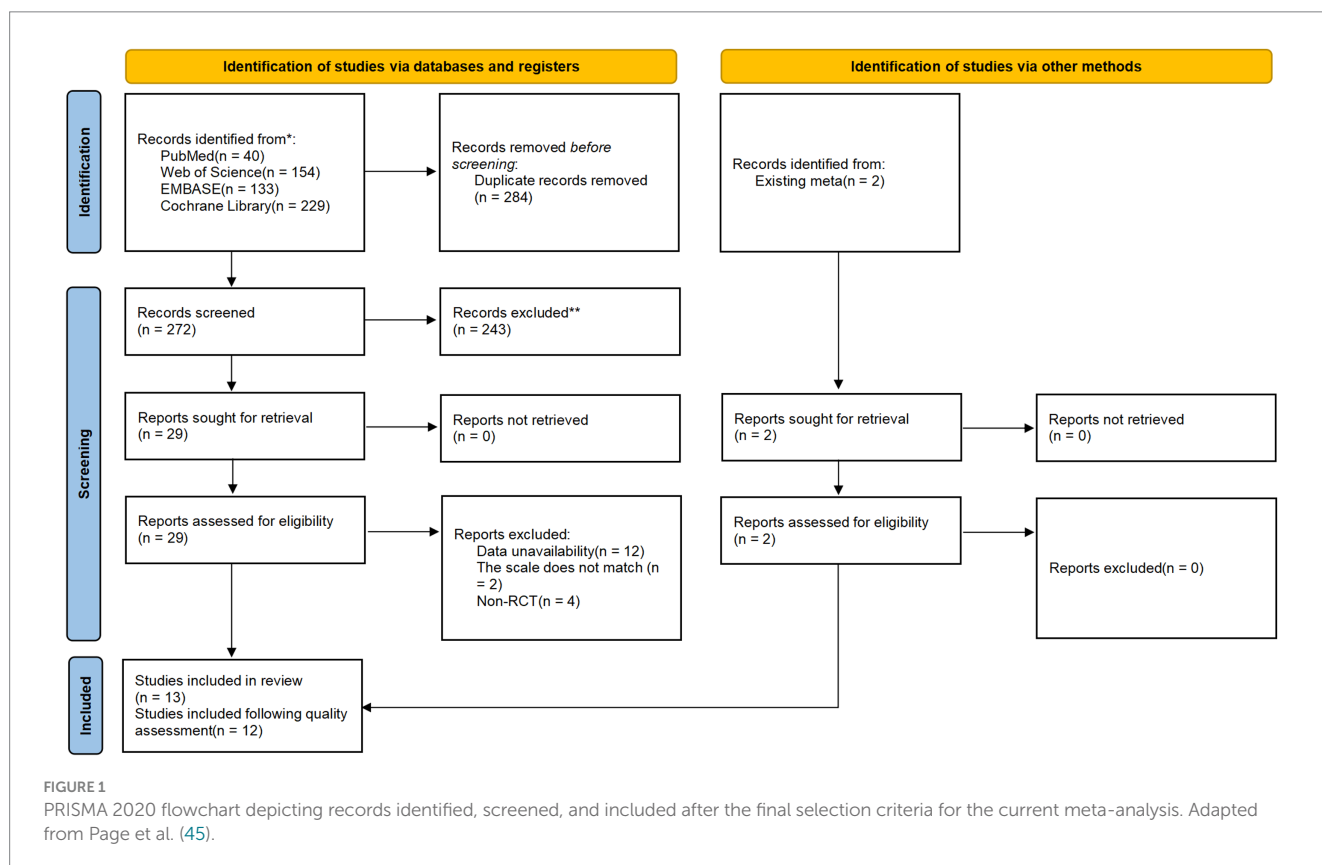 Identification of studies via databases and registers
Identification of studies via other methods
Identification
Records identified from*:
PubMed(n = 40)
Web of Science(n = 154)
EMBASE(n = 133)
Cochrane Library(n = 229)
Records removed before
screening:
Duplicate records removed
(n = 284)
Records identified from:
Existing meta(n = 2)
Screening
Records screened
(n = 272)
Records excluded**
(n = 243)
Reports sought for retrieval
(n = 29)
Reports not retrieved
(n = 0)
Reports sought for retrieval
(n = 2)
Reports not retrieved
(n = 0)
Reports assessed for eligibility
(n = 29)
Reports excluded:
Data unavailability(n = 12)
The scale does not match (n
= 2)
Non-RCT(n = 4)
Reports assessed for eligibility
(n = 2)
Reports excluded(n = 0)
Included
Studies included in review
(n = 13)
Studies included following quality
assessment(n = 12)
FIGURE 1
PRISMA 2020 flowchart depicting records identified, screened, and included after the final selection criteria for the current meta-analysis. Adapted
from Page et al. (45).